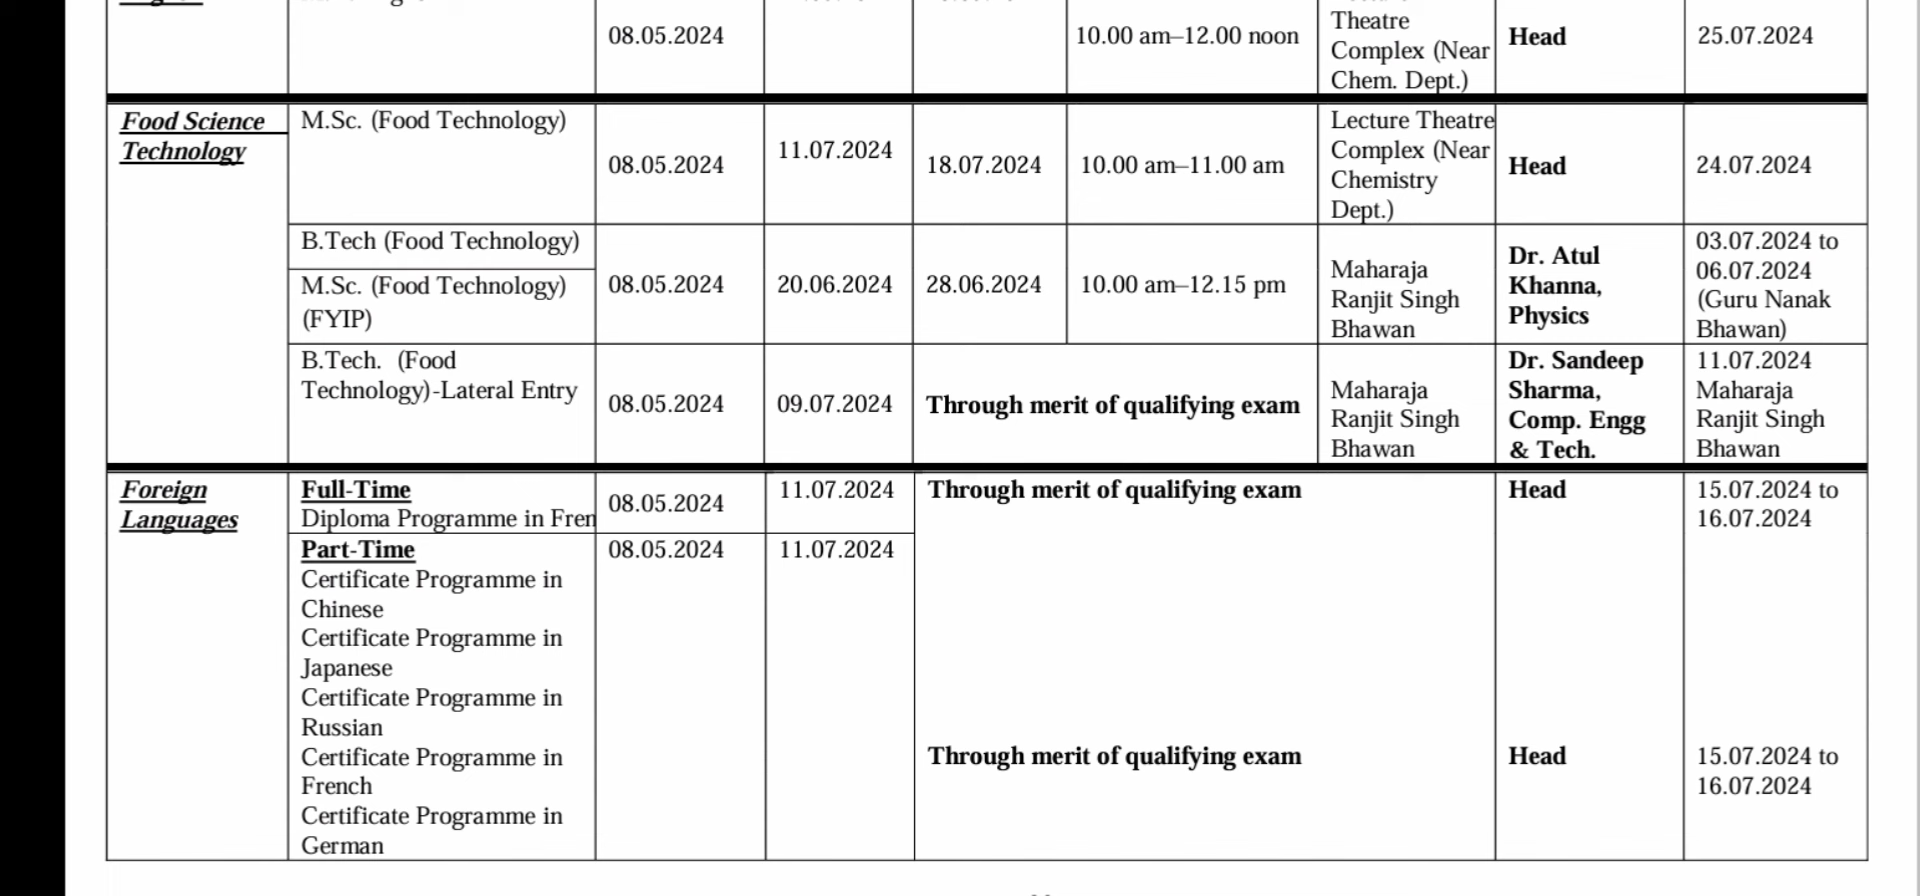 08.05.2024
10.00 am–12.00 noon
Theatre
Complex (Near
Chem. Dept.)
Head
25.07.2024
Food Science
Technology
M.Sc. (Food Technology)
08.05.2024
11.07.2024
18.07.2024
10.00 am–11.00 am
Lecture Theatre
Complex (Near
Chemistry
Dept.)
Head
24.07.2024
B.Tech (Food Technology)
M.Sc. (Food Technology)
(FYIP)
08.05.2024
20.06.2024
28.06.2024
10.00 am–12.15 pm
Maharaja
Ranjit Singh
Bhawan
Dr. Atul
Khanna,
Physics
03.07.2024 to
06.07.2024
(Guru Nanak
Bhawan)
B.Tech. (Food
Technology)-Lateral Entry
08.05.2024
09.07.2024
Through merit of qualifying exam
Maharaja
Ranjit Singh
Bhawan
Dr. Sandeep
Sharma,
Comp. Engg
& Tech.
11.07.2024
Maharaja
Ranjit Singh
Bhawan
Foreign
Languages
Full-Time
Diploma Programme in Fren
08.05.2024
11.07.2024
Through merit of qualifying exam
Head
15.07.2024 to
16.07.2024
Part-Time
Certificate Programme in
Chinese
Certificate Programme in
Japanese
Certificate Programme in
Russian
Certificate Programme in
French
Certificate Programme in
German
08.05.2024
11.07.2024
Through merit of qualifying exam
Head
15.07.2024 to
16.07.2024